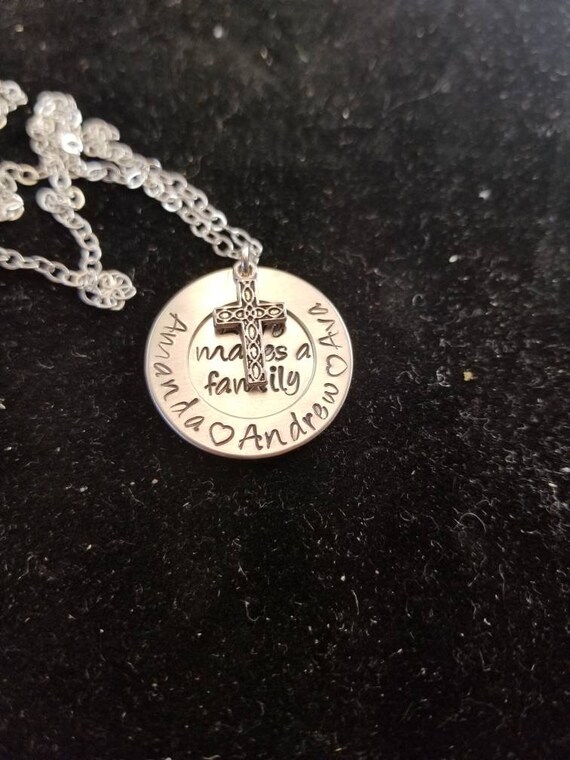 makes a
family
Amanda ♡ Andrew ♡ Ava